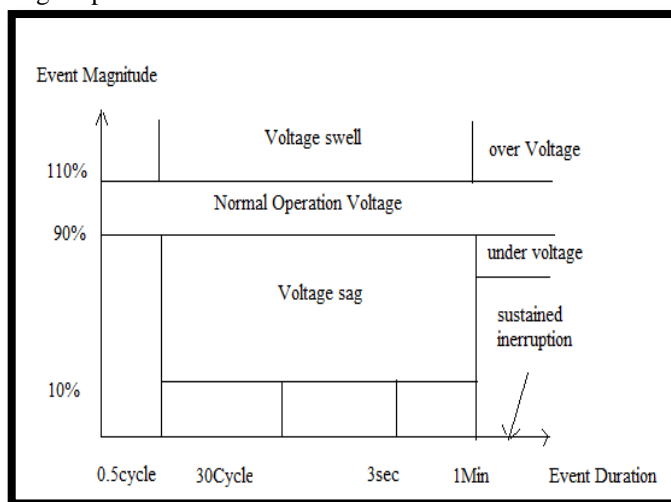 Event Magnitude
Voltage swell
over Voltage
110%
Normal Operation Voltage
90%
under voltage
Voltage sag
sustained
inerruption
10%
0.5cycle
30Cycle
3sec
1Min
Event Duration